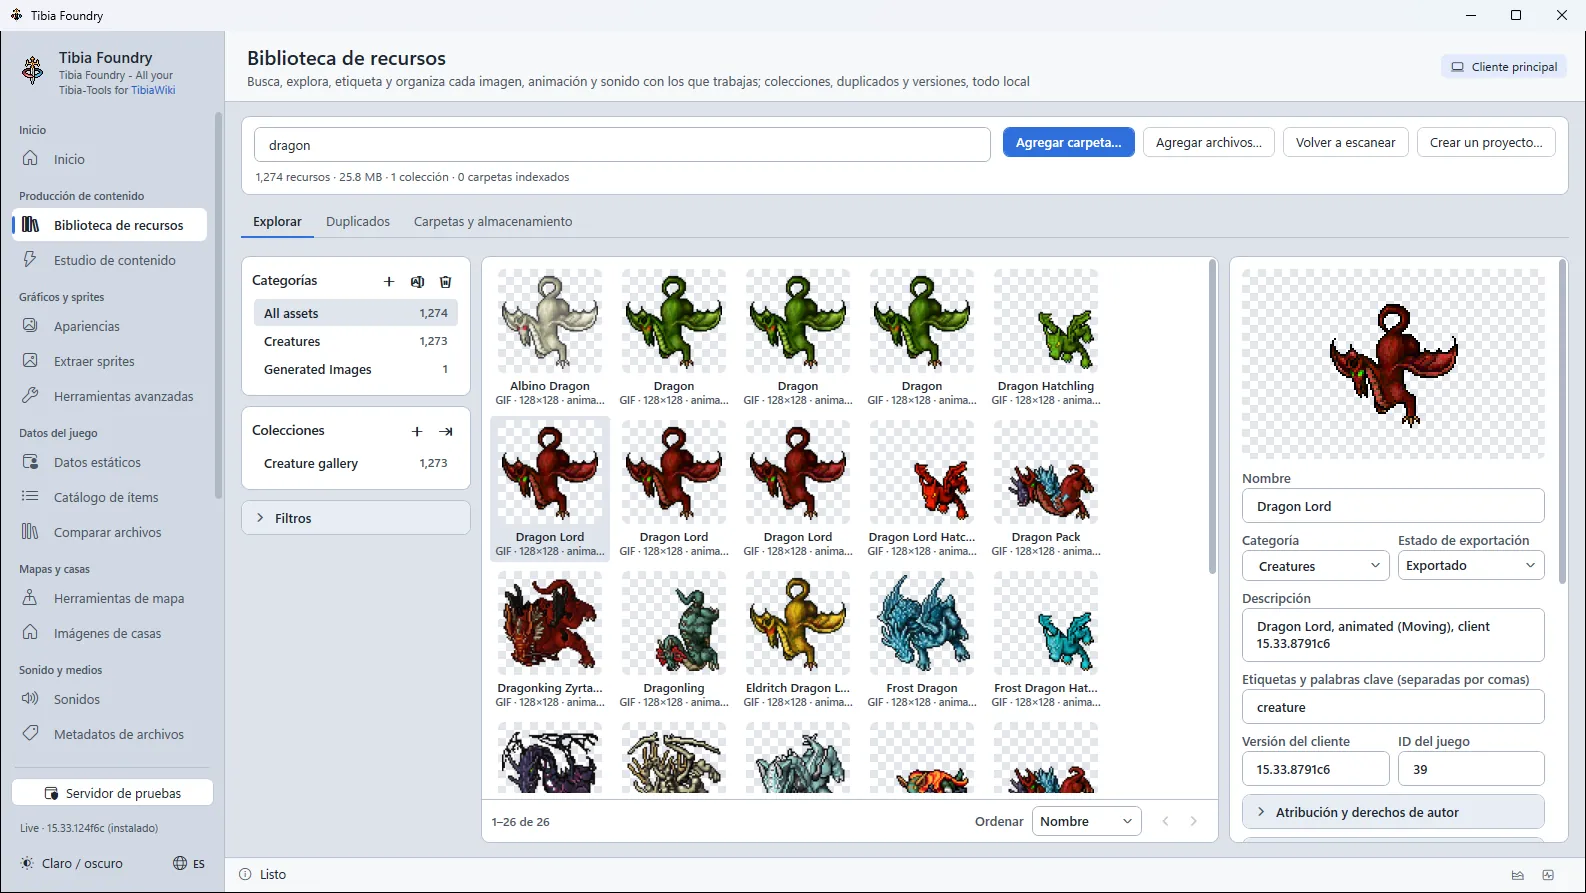 Tibia Foundry
Tibia Foundry
Tibia Foundry - All your
Tibia-Tools for TibiaWiki
Inicio
Inicio
Producción de contenido
Biblioteca de recursos
Estudio de contenido
Gráficos y sprites
Apariencias
Extraer sprites
Herramientas avanzadas
Datos del juego
Datos estáticos
Catálogo de items
Comparar archivos
Mapas y casas
Herramientas de mapa
Imágenes de casas
Sonido y medios
Sonidos
Metadatos de archivos
Servidor de pruebas
Live · 15.33.124f6c (instalado)
Claro / oscuro
ES
Biblioteca de recursos
Busca, explora, etiqueta y organiza cada imagen, animación y sonido con los que trabajas; colecciones, duplicados y versiones, todo local
Cliente principal
dragon
Agregar carpeta...
Agregar archivos...
Volver a escanear
Crear un proyecto...
1,274 recursos · 25.8 MB · 1 colección · 0 carpetas indexados
Explorar
Duplicados
Carpetas y almacenamiento
Categorías
All assets 1,274
Creatures 1,273
Generated Images 1
Colecciones
Creature gallery 1,273
Filtros
Albino Dragon
GIF · 128×128 · anima...
Dragon
GIF · 128×128 · anima...
Dragon
GIF · 128×128 · anima...
Dragon
GIF · 128×128 · anima...
Dragon Hatchling
GIF · 128×128 · anima...
Dragon Lord
GIF · 128×128 · anima...
Dragon Lord
GIF · 128×128 · anima...
Dragon Lord
GIF · 128×128 · anima...
Dragon Lord Hatc...
GIF · 128×128 · anima...
Dragon Pack
GIF · 128×128 · anima...
Dragonking Zyrta...
GIF · 128×128 · anima...
Dragonling
GIF · 128×128 · anima...
Eldritch Dragon L...
GIF · 128×128 · anima...
Frost Dragon
GIF · 128×128 · anima...
Frost Dragon Hat...
GIF · 128×128 · anima...
1–26 de 26
Ordenar
Nombre
Nombre
Dragon Lord
Categoría
Creatures
Estado de exportación
Exportado
Descripción
Dragon Lord, animated (Moving), client
15.33.8791c6
Etiquetas y palabras clave (separadas por comas)
creature
Versión del cliente
15.33.8791c6
ID del juego
39
Atribución y derechos de autor
Listo